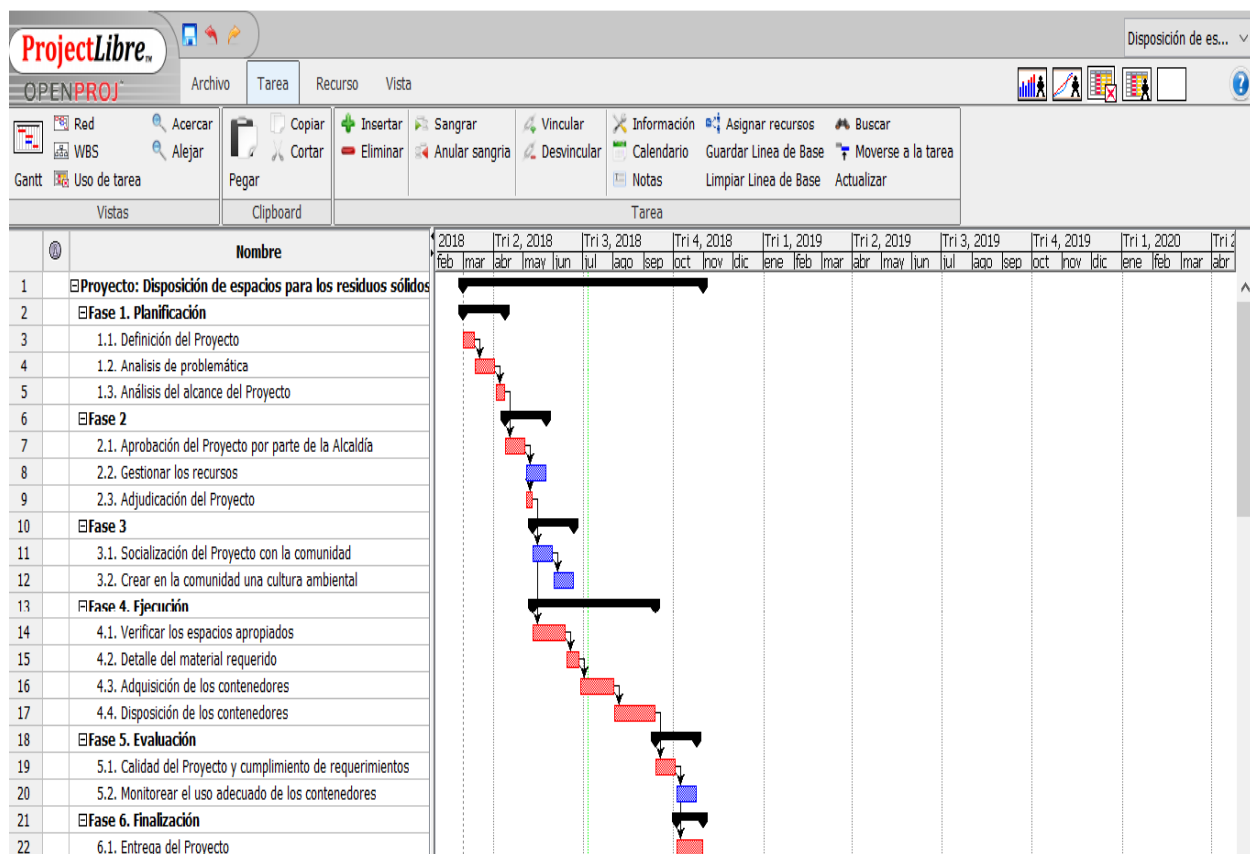 ProjectLibre™
OPENPROJ
Disposición de es...
Archivo Tarea Recurso Vista
Gantt
Red
WBS
Uso de tarea
Acercar
Alejar
Vistas
Pegar
Copiar
Cortar
Clipboard
Insertar
Eliminar
Sangrar
Anular sangria
Vincular
Desvincular
Información
Calendario
Notas
Asignar recursos
Guardar Linea de Base
Limpiar Linea de Base
Buscar
Moverse a la tarea
Actualizar
Tarea
Nombre
2018 Tri 2, 2018 Tri 3, 2018 Tri 4, 2018 Tri 1, 2019 Tri 2, 2019 Tri 3, 2019 Tri 4, 2019 Tri 1, 2020 Tri 2
feb mar abr may jun jul ago sep oct nov dic ene feb mar abr may jun jul ago sep oct nov dic ene feb mar abr
1 Proyecto: Disposición de espacios para los residuos sólidos
2 Fase 1. Planificación
3 1.1. Definición del Proyecto
4 1.2. Analisis de problemática
5 1.3. Análisis del alcance del Proyecto
6 Fase 2
7 2.1. Aprobación del Proyecto por parte de la Alcaldía
8 2.2. Gestionar los recursos
9 2.3. Adjudicación del Proyecto
10 Fase 3
11 3.1. Socialización del Proyecto con la comunidad
12 3.2. Crear en la comunidad una cultura ambiental
13 Fase 4. Ejecución
14 4.1. Verificar los espacios apropiados
15 4.2. Detalle del material requerido
16 4.3. Adquisición de los contenedores
17 4.4. Disposición de los contenedores
18 Fase 5. Evaluación
19 5.1. Calidad del Proyecto y cumplimiento de requerimientos
20 5.2. Monitorear el uso adecuado de los contenedores
21 Fase 6. Finalización
22 6.1. Entrega del Proyecto